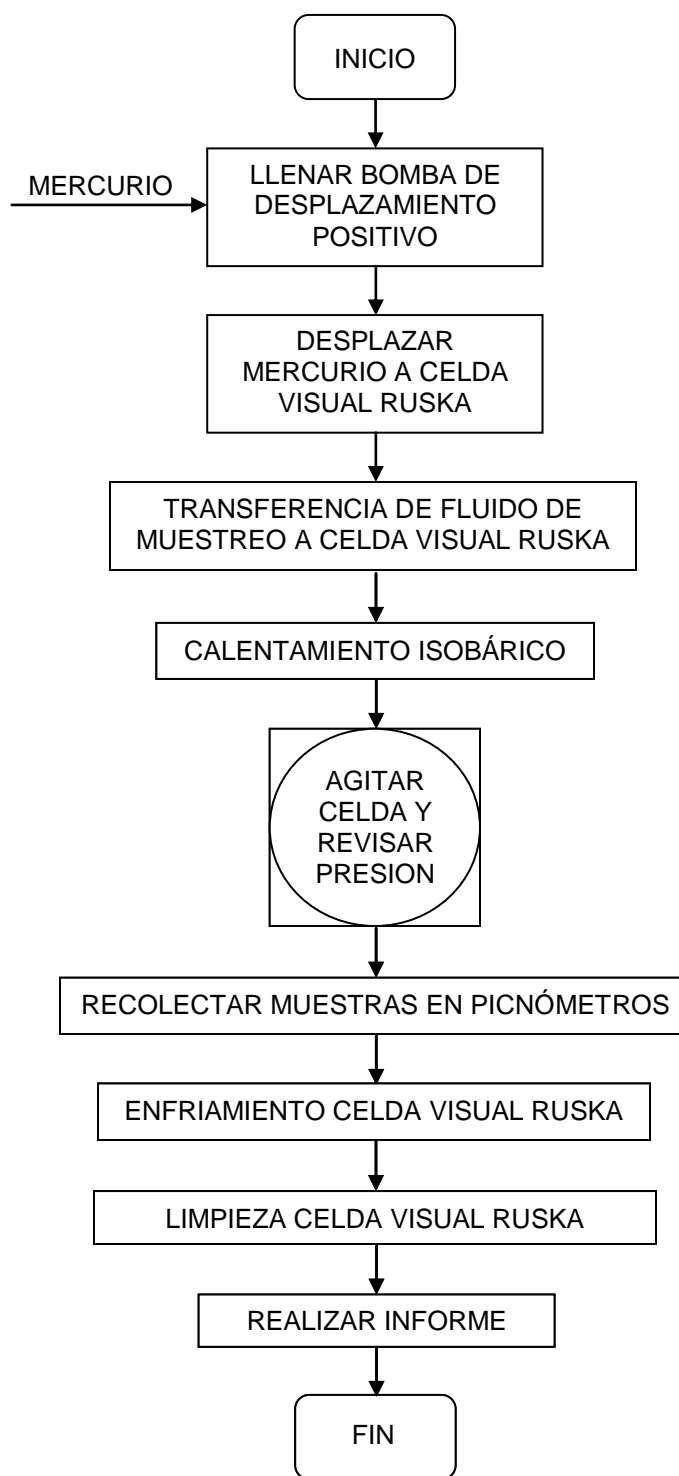 INICIO
MERCURIO
LLENAR BOMBA DE
DESPLAZAMIENTO
POSITIVO
DESPLAZAR
MERCURIO A CELDA
VISUAL RUSKA
TRANSFERENCIA DE FLUIDO DE
MUESTREO A CELDA VISUAL RUSKA
CALENTAMIENTO ISOBÁRICO
AGITAR
CELDA Y
REVISAR
PRESION
RECOLECTAR MUESTRAS EN PICNÓMETROS
ENFRIAMIENTO CELDA VISUAL RUSKA
LIMPIEZA CELDA VISUAL RUSKA
REALIZAR INFORME
FIN